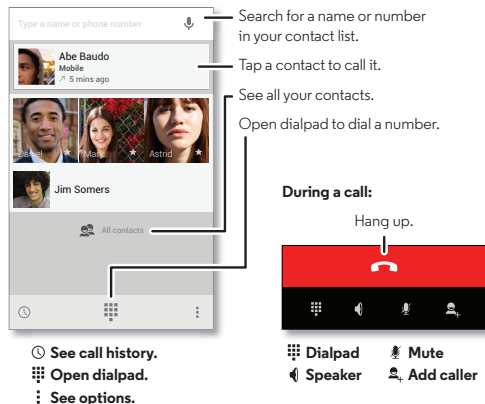 Type a name or phone number
Search for a name or number
in your contact list.
Abe Baudo
Mobile
5 mins ago
Tap a contact to call it.
See all your contacts.
Open dialpad to dial a number.
Daniel
Mary
Astrid
Jim Somers
All contacts
During a call:
Hang up.
See call history.
Open dialpad.
See options.
Dialpad
Mute
Speaker
Add caller